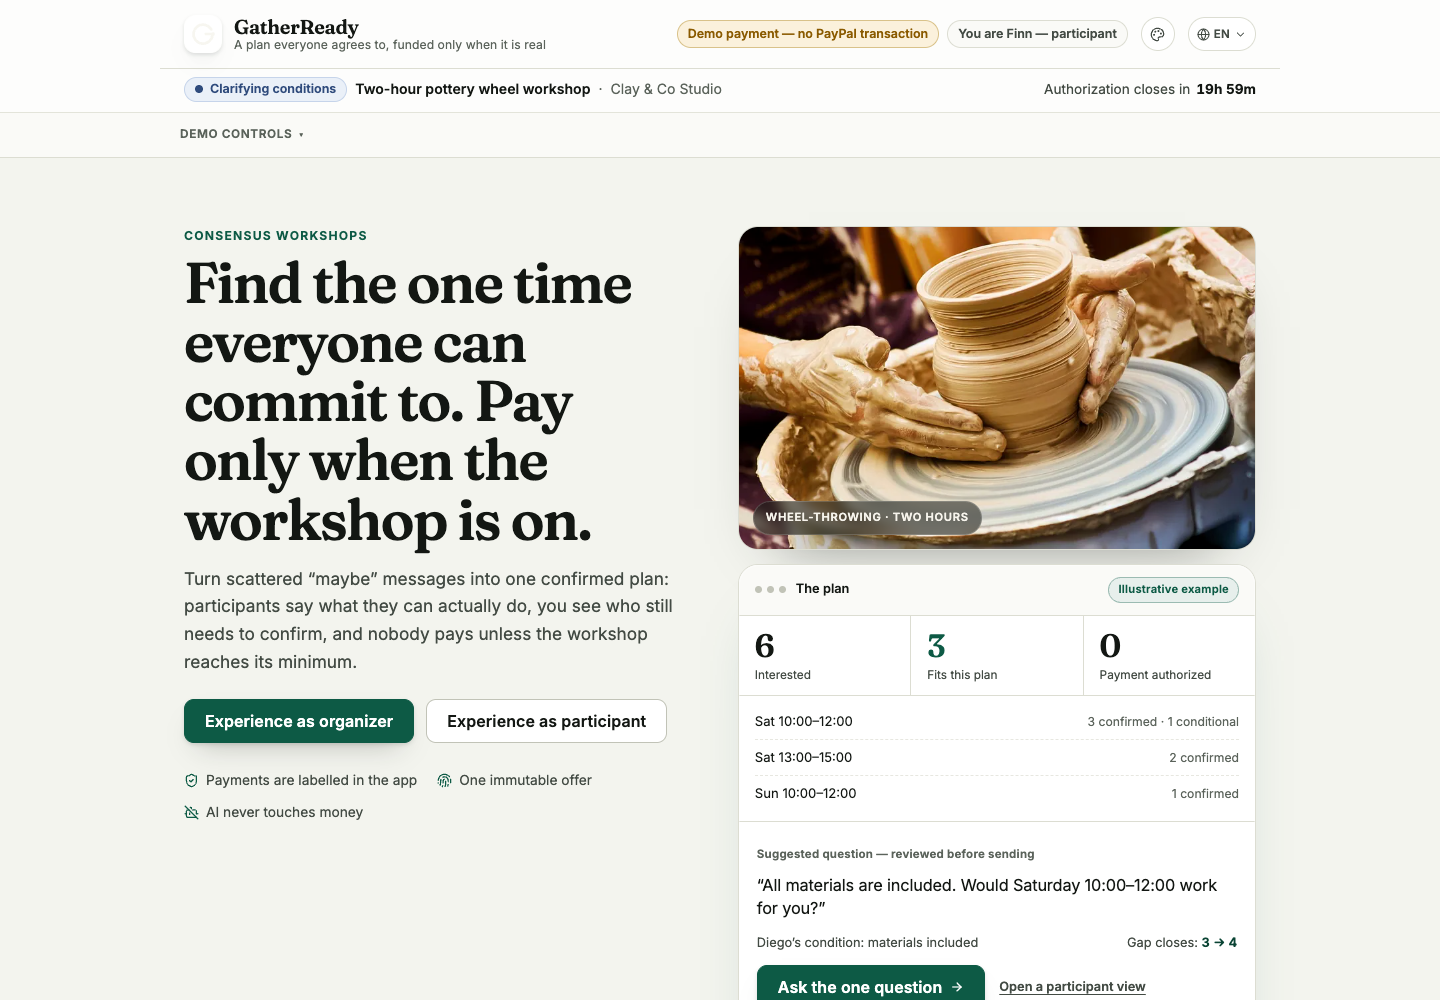 GatherReady
A plan everyone agrees to, funded only when it is real
Demo payment — no PayPal transaction
You are Finn — participant
EN
Clarifying conditions
Two-hour pottery wheel workshop · Clay & Co Studio
Authorization closes in 19h 59m
DEMO CONTROLS
CONSENSUS WORKSHOPS
Find the one time
everyone can
commit to. Pay
only when the
workshop is on.
Turn scattered “maybe” messages into one confirmed plan:
participants say what they can actually do, you see who still
needs to confirm, and nobody pays unless the workshop
reaches its minimum.
Experience as organizer
Experience as participant
Payments are labelled in the app
One immutable offer
AI never touches money
WHEEL-THROWING · TWO HOURS
The plan
Illustrative example
6
Interested
3
Fits this plan
0
Payment authorized
Sat 10:00–12:00
3 confirmed · 1 conditional
Sat 13:00–15:00
2 confirmed
Sun 10:00–12:00
1 confirmed
Suggested question — reviewed before sending
“All materials are included. Would Saturday 10:00–12:00 work
for you?”
Diego’s condition: materials included
Gap closes: 3 → 4
Ask the one question →
Open a participant view